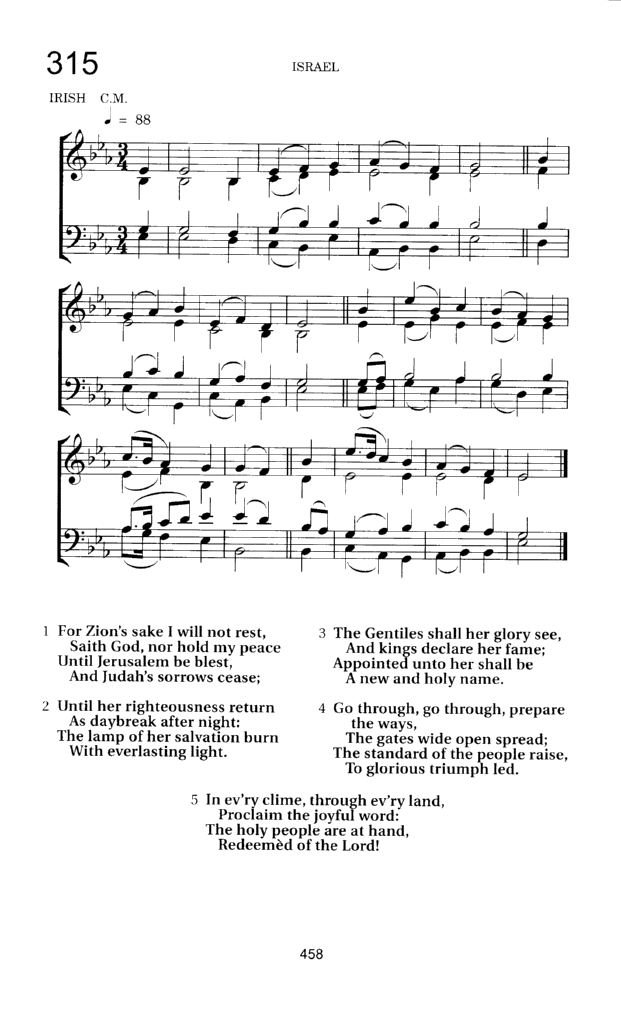 315
ISRAEL
IRISH C.M.
♩ = 88
1 For Zion's sake I will not rest,
Saith God, nor hold my peace
Until Jerusalem be blest,
And Judah's sorrows cease;
2 Until her righteousness return
As daybreak after night:
The lamp of her salvation burn
With everlasting light.
3 The Gentiles shall her glory see,
And kings declare her fame;
Appointed unto her shall be
A new and holy name.
4 Go through, go through, prepare
the ways,
The gates wide open spread;
The standard of the people raise,
To glorious triumph led.
5 In ev'ry clime, through ev'ry land,
Proclaim the joyful word:
The holy people are at hand,
Redeemèd of the Lord!
458